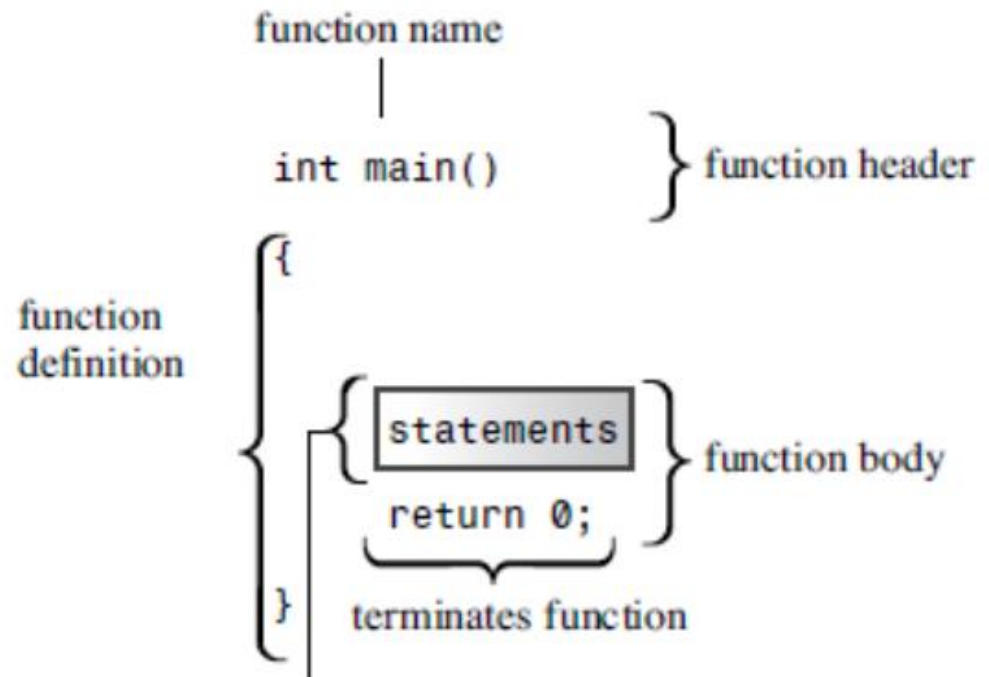 function name
int main()
function header
{
function
definition
statements
function body
return 0;
}
terminates function